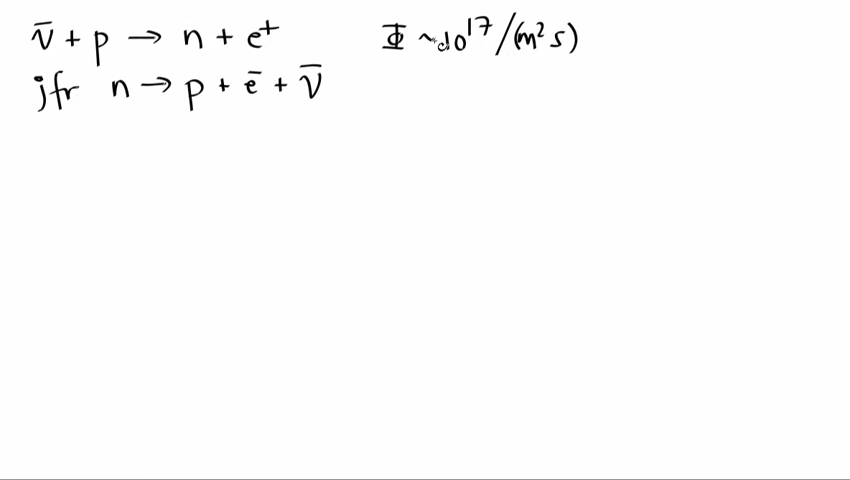 ν̄ + p → n + e⁺ Φ ~ 10¹⁷/(m² s)
jfr n → p + e⁻ + ν̄